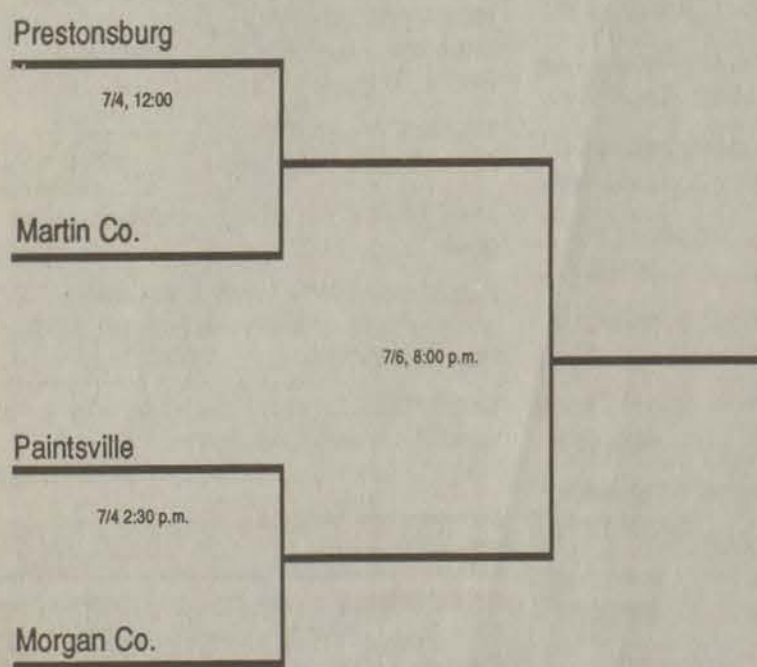 Prestonsburg
7/4, 12:00
Martin Co.
7/6, 8:00 p.m.
Paintsville
7/4 2:30 p.m.
Morgan Co.